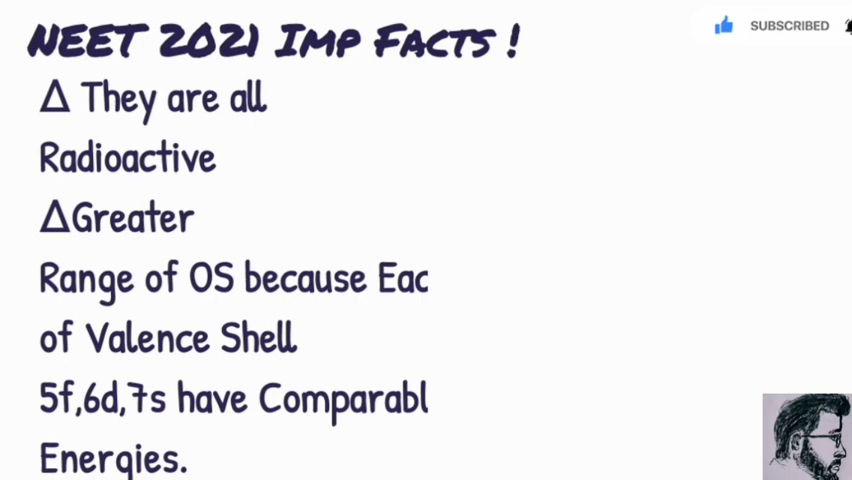 NEET 2021 IMP FACTS !
SUBSCRIBED
Δ They are all
Radioactive
ΔGreater
Range of OS because Eac
of Valence Shell
5f,6d,7s have Comparabl
Energies.